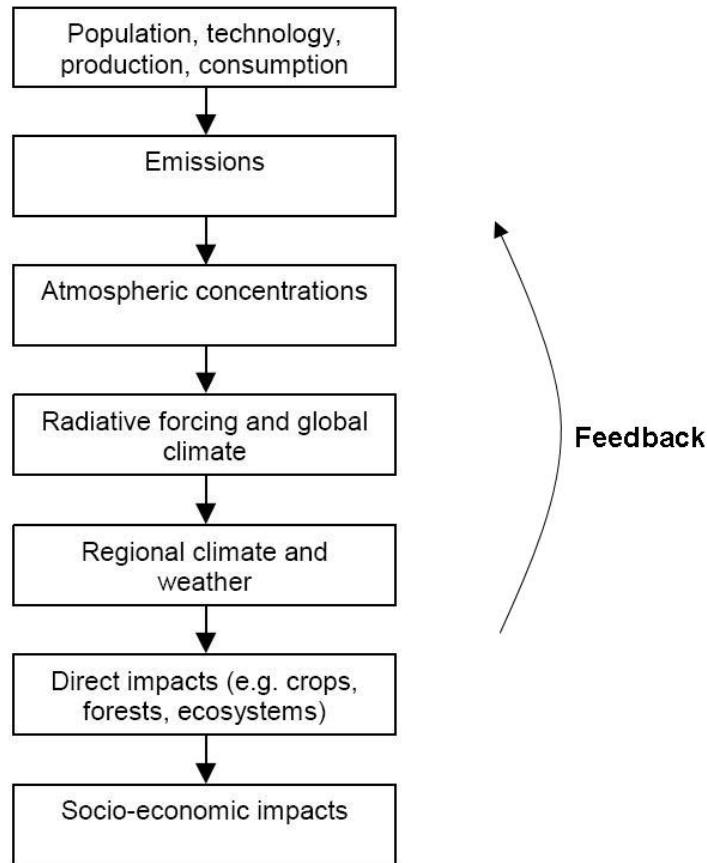 Population, technology,
production, consumption
Emissions
Atmospheric concentrations
Radiative forcing and global
climate
Feedback
Regional climate and
weather
Direct impacts (e.g. crops,
forests, ecosystems)
Socio-economic impacts